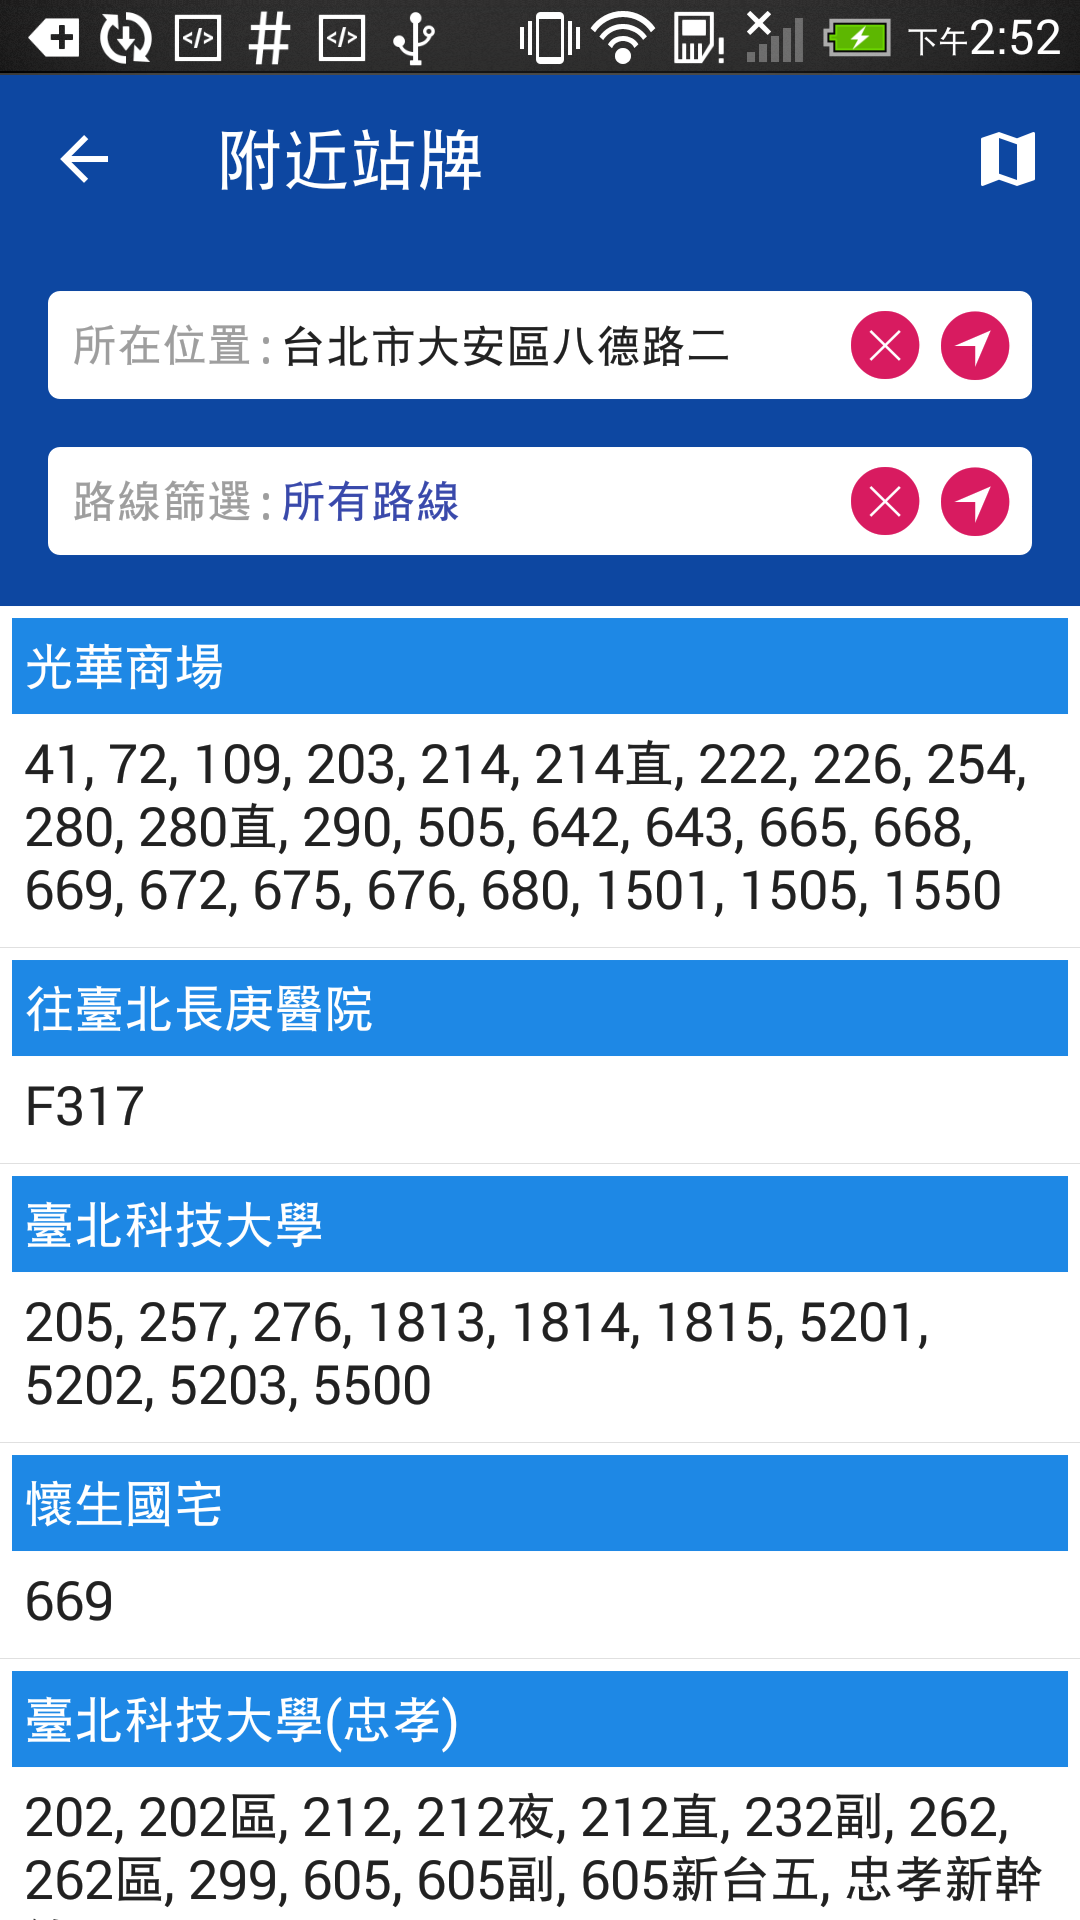 下午2:52
附近站牌
所在位置:台北市大安區八德路二
路線篩選:所有路線
光華商場
41, 72, 109, 203, 214, 214直, 222, 226, 254,
280, 280直, 290, 505, 642, 643, 665, 668,
669, 672, 675, 676, 680, 1501, 1505, 1550
往臺北長庚醫院
F317
臺北科技大學
205, 257, 276, 1813, 1814, 1815, 5201,
5202, 5203, 5500
懷生國宅
669
臺北科技大學(忠孝)
202, 202區, 212, 212夜, 212直, 232副, 262,
262區, 299, 605, 605副, 605新台五, 忠孝新幹